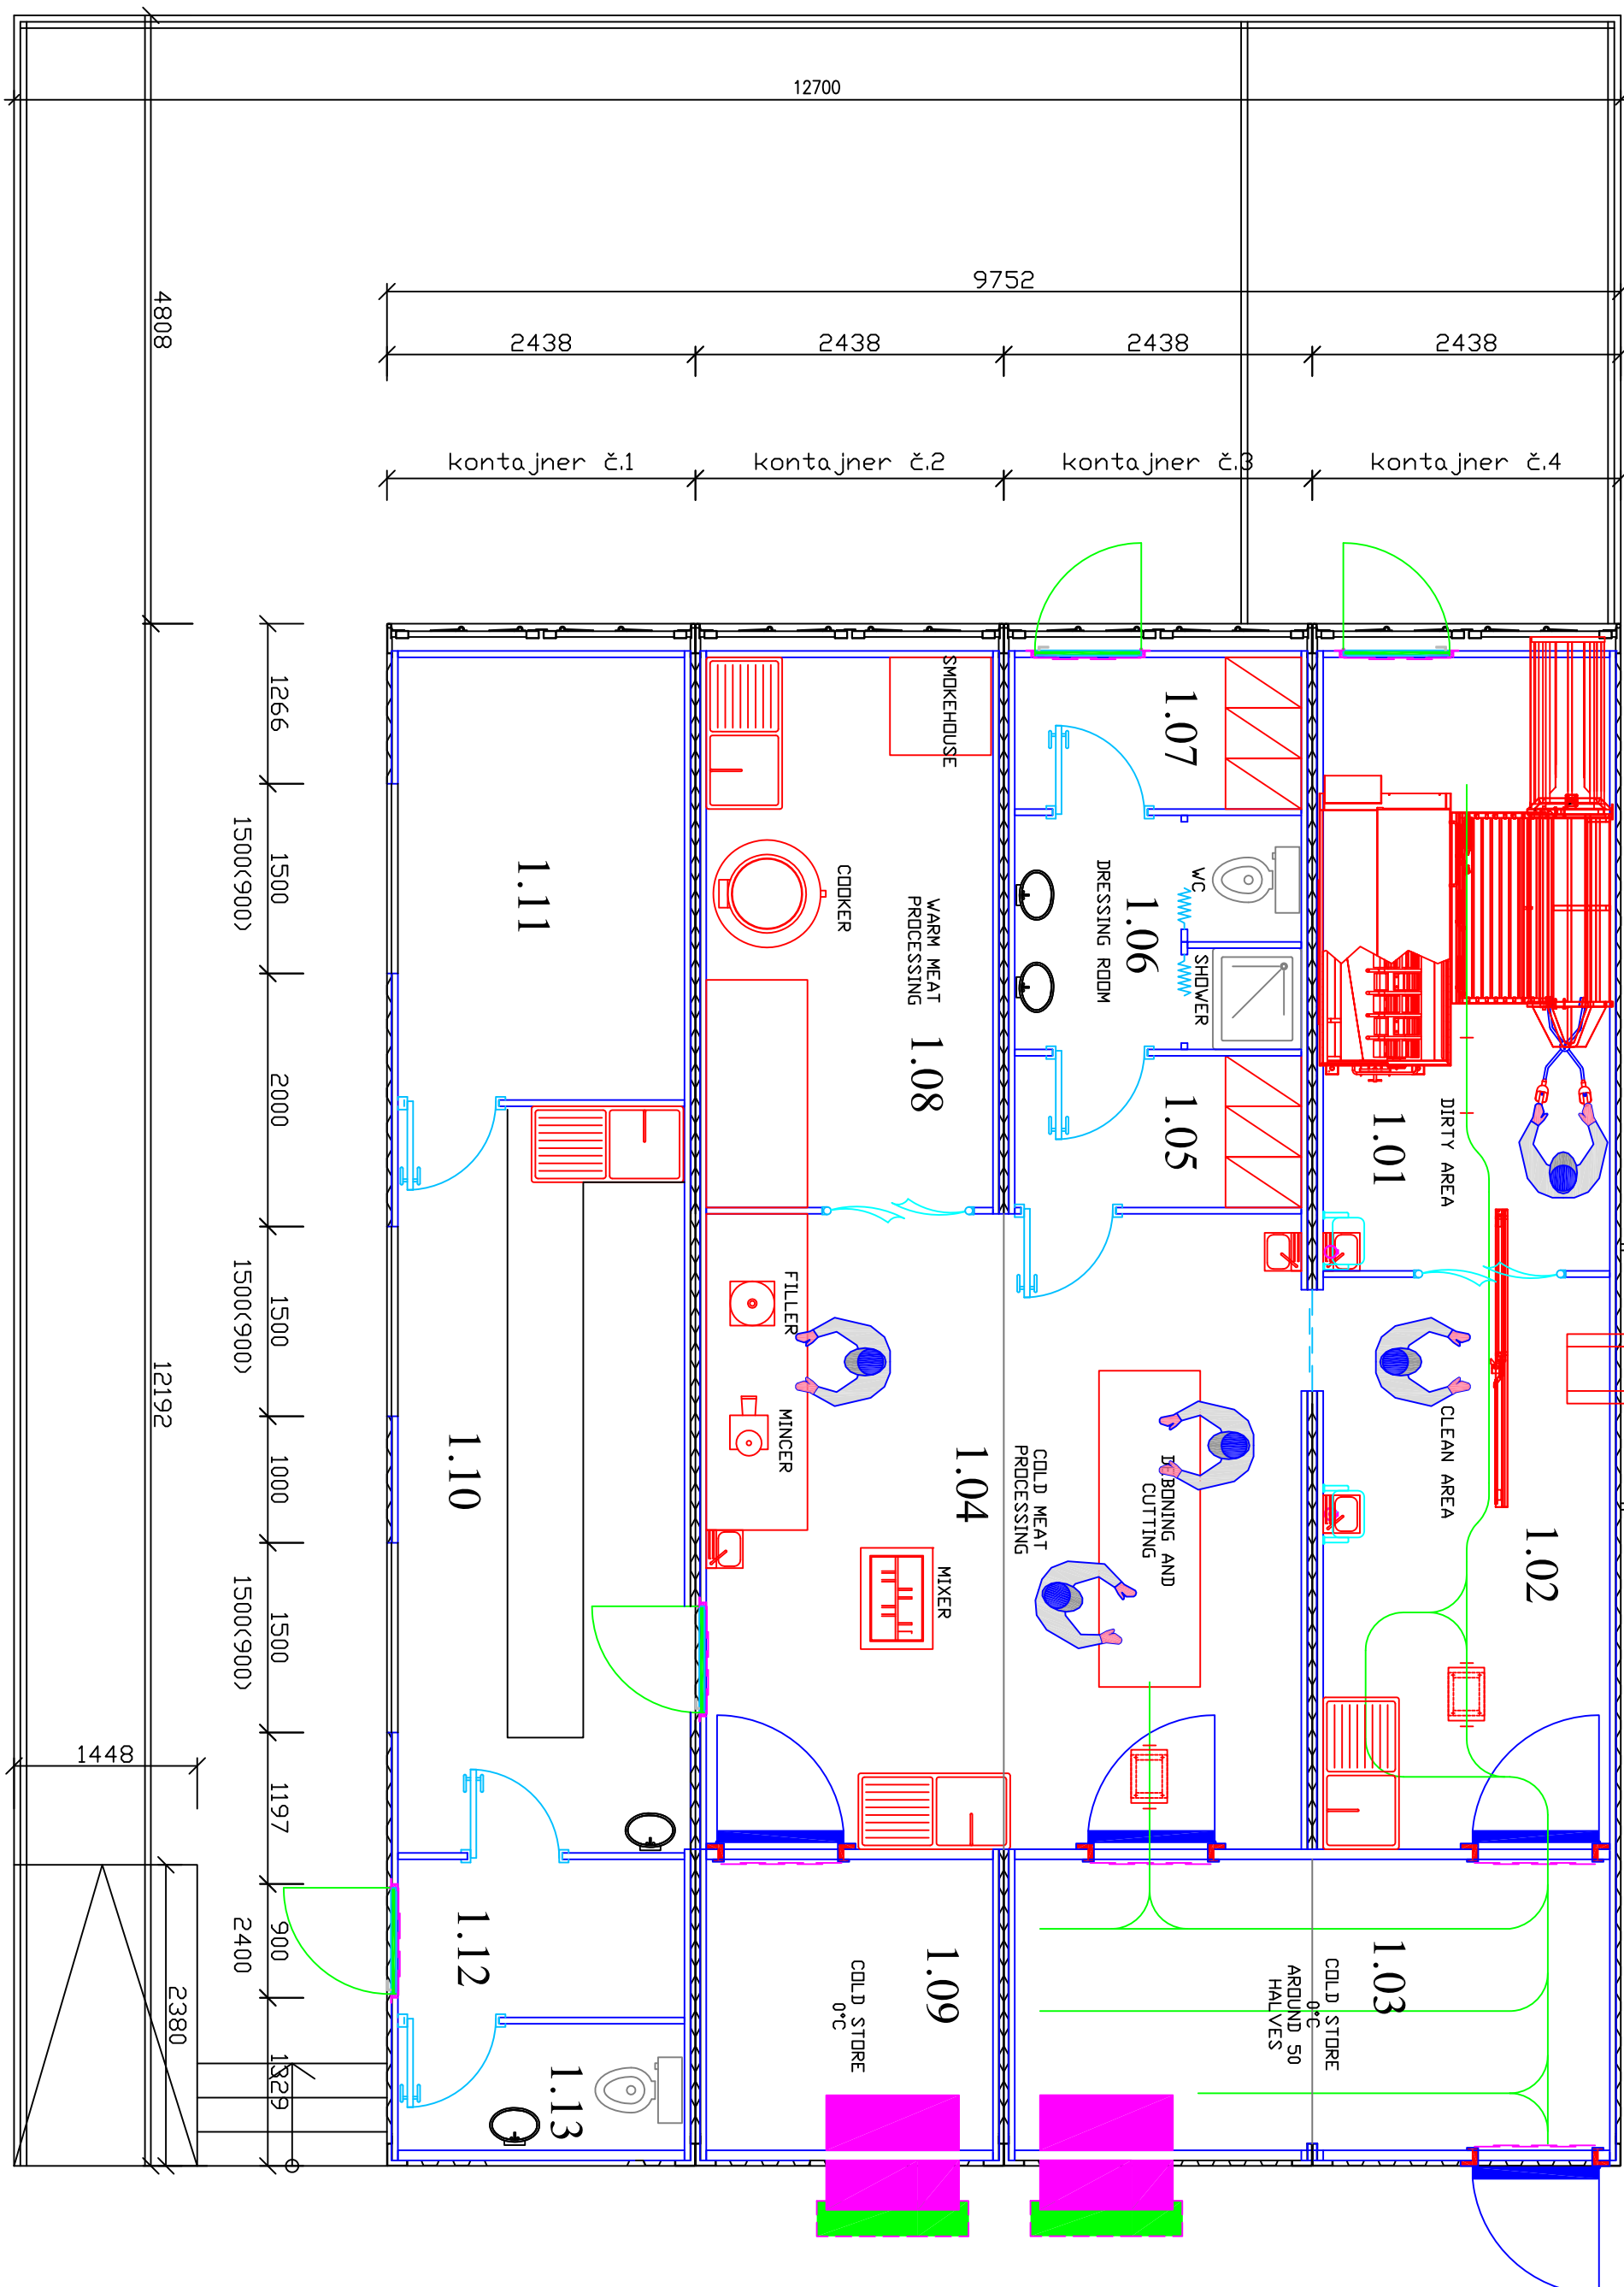 12700
9752
2438
2438
2438
2438
4808
kontajner č.1
kontajner č.2
kontajner č.3
kontajner č.4
1266
1500
1500(900)
2000
1500
1500(900)
1000
1500
1500(900)
1197
900
2400
1329
12192
1448
2380
SMOKEHOUSE
1.07
1.11
COOKER
WARM MEAT
PROCESSING
1.08
WC
1.06
DRESSING ROOM
SHOWER
1.05
1.01
DIRTY AREA
FILLER
MINCER
MIXER
1.10
1.04
COLD MEAT
PROCESSING
DEBONING AND
CUTTING
CLEAN AREA
1.02
1.12
1.13
1.09
COLD STORE
0°C
1.03
COLD STORE
0°C
AROUND 50
HALVES